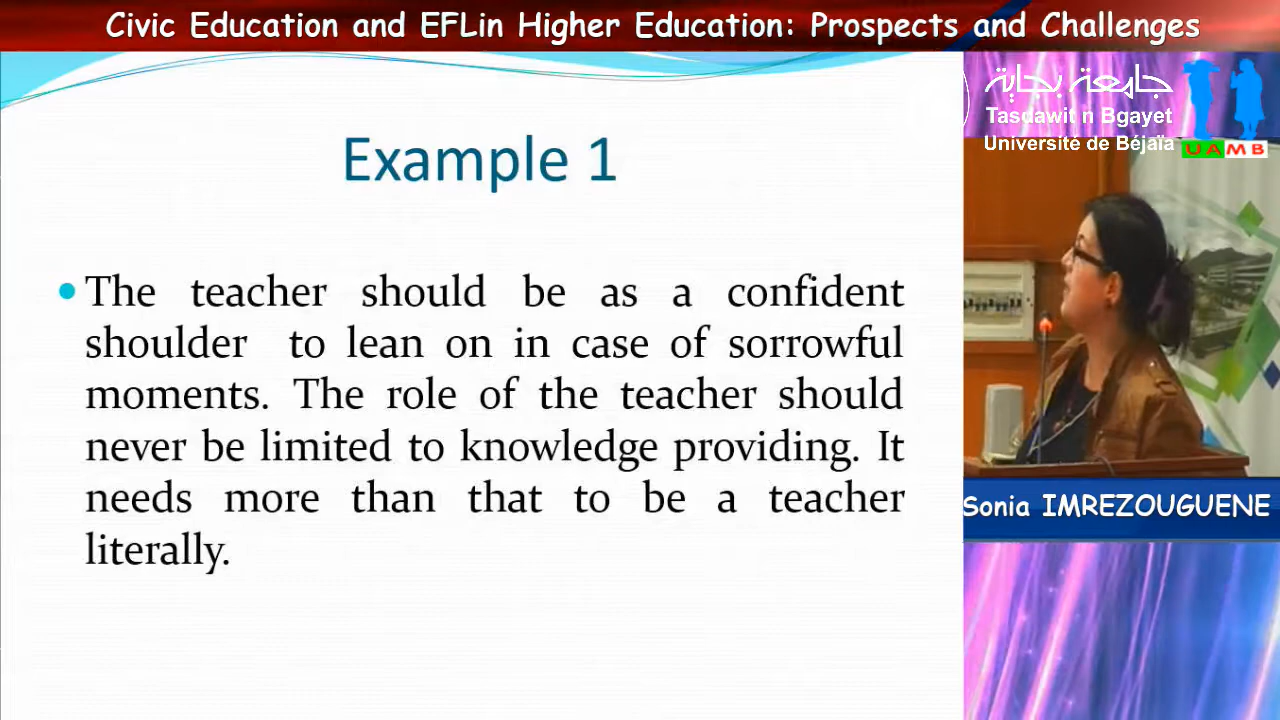 Civic Education and EFLin Higher Education: Prospects and Challenges
جامعة بجاية
Tasdawit n Bgayet
Université de Béjaïa
UAMB
Example 1
The teacher should be as a confident
shoulder to lean on in case of sorrowful
moments. The role of the teacher should
never be limited to knowledge providing. It
needs more than that to be a teacher
literally.
Sonia IMREZOUGUENE